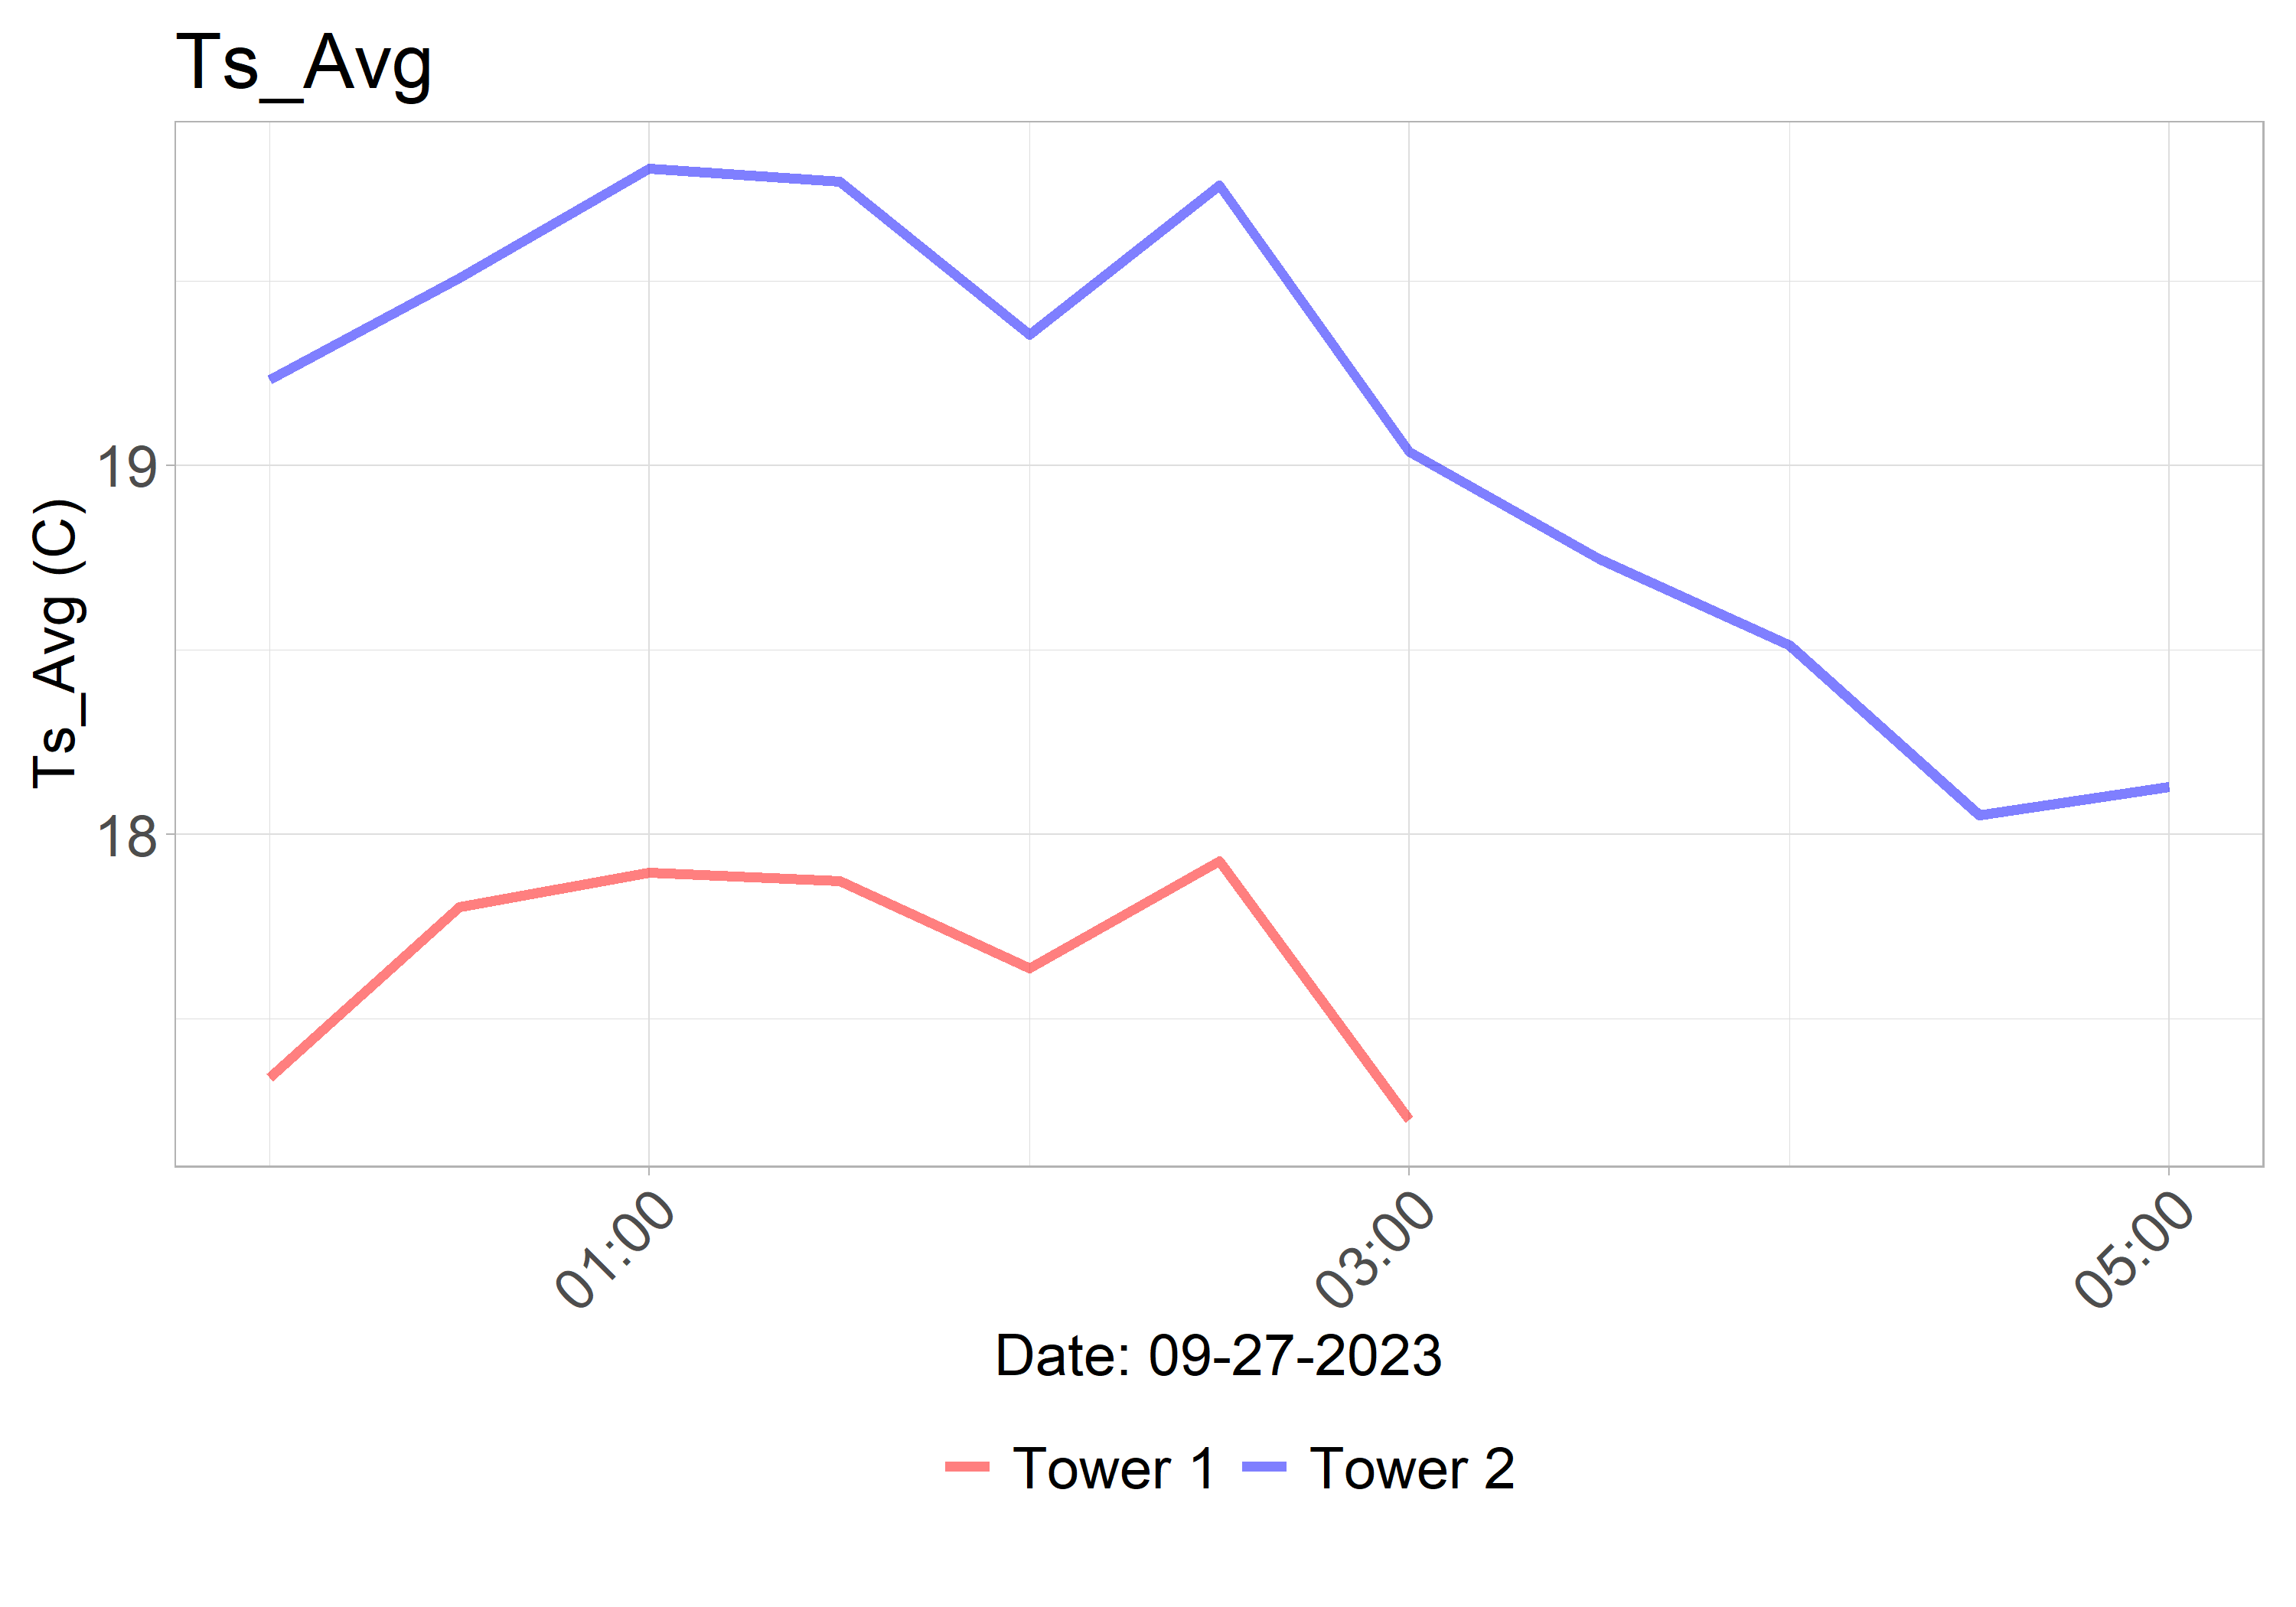 Ts_Avg
Ts_Avg (C)
19
18
01:00
03:00
05:00
Date: 09-27-2023
Tower 1
Tower 2